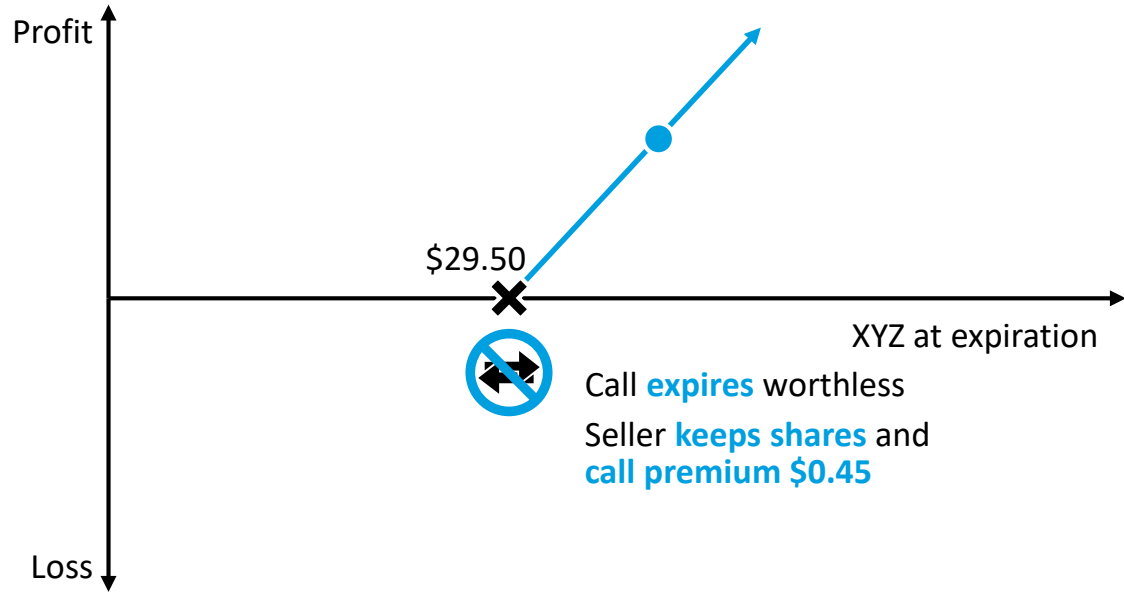 Profit
$29.50
XYZ at expiration
Call expires worthless
Seller keeps shares and
call premium $0.45
Loss